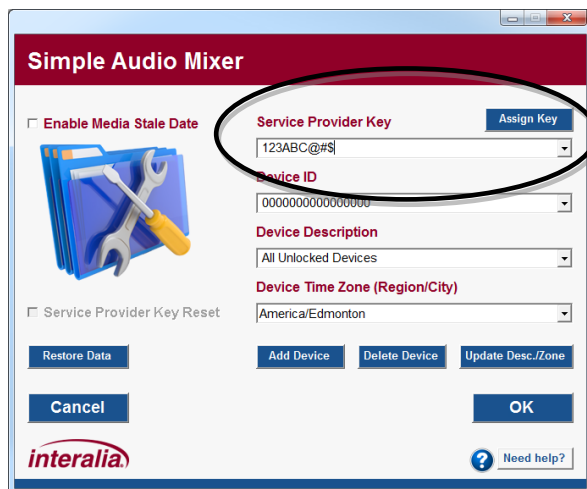 Simple Audio Mixer
Enable Media Stale Date
Service Provider Key
Assign Key
123ABC@#$
Device ID
0000000000000000
Device Description
All Unlocked Devices
Device Time Zone (Region/City)
Service Provider Key Reset
America/Edmonton
Restore Data
Add Device
Delete Device
Update Desc./Zone
Cancel
OK
interalia
Need help?